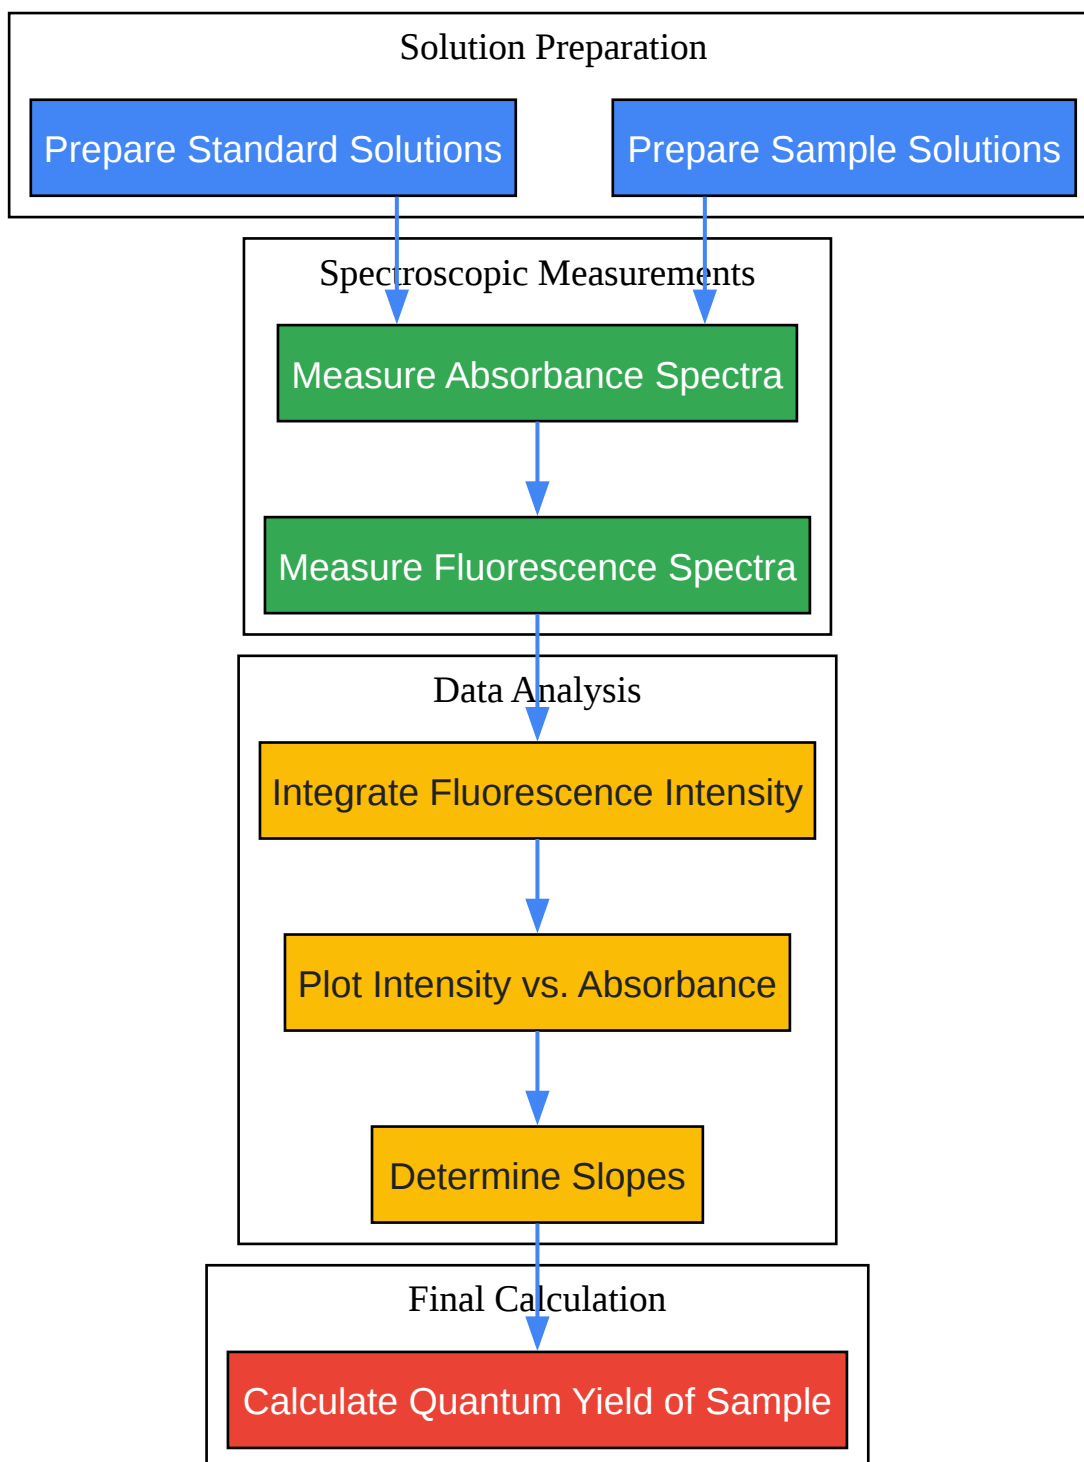 Solution Preparation
Prepare Standard Solutions
Prepare Sample Solutions
Spectroscopic Measurements
Measure Absorbance Spectra
Measure Fluorescence Spectra
Data Analysis
Integrate Fluorescence Intensity
Plot Intensity vs. Absorbance
Determine Slopes
Final Calculation
Calculate Quantum Yield of Sample